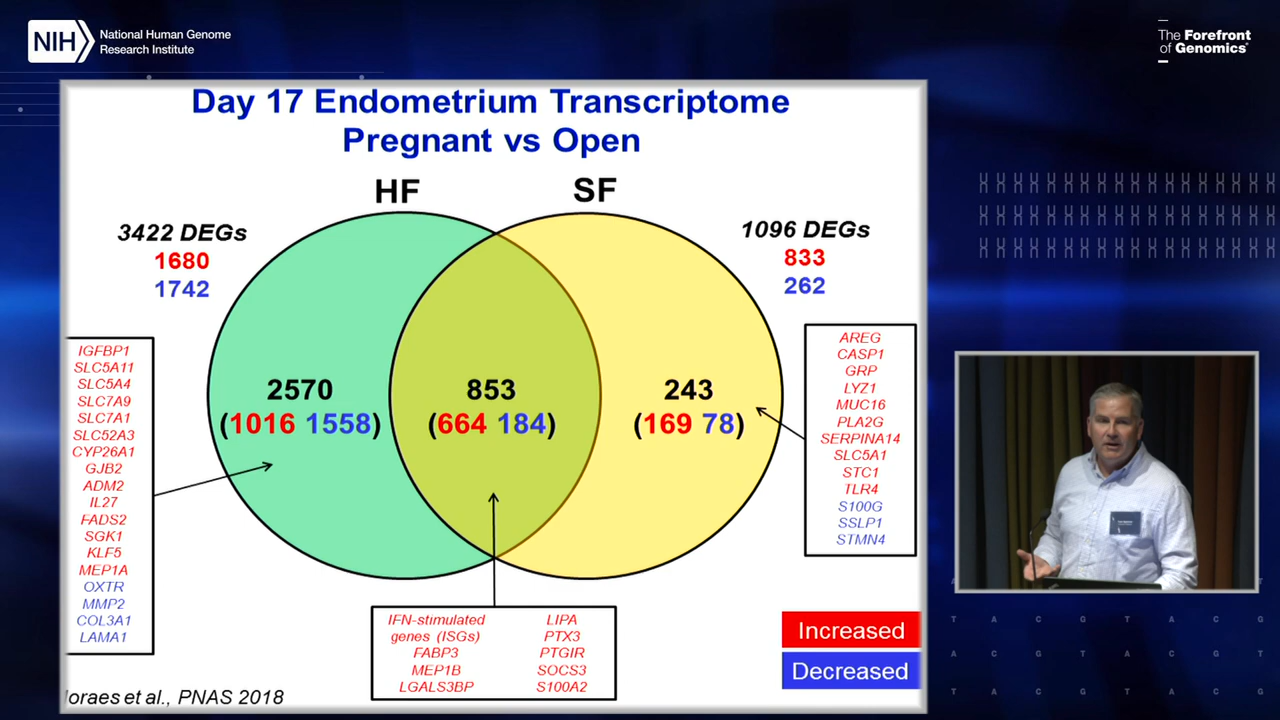 NIH
National Human Genome
Research Institute
The Forefront
of Genomics®
Day 17 Endometrium Transcriptome
Pregnant vs Open
HF
SF
3422 DEGs
1680
1742
1096 DEGs
833
262
2570
(1016 1558)
853
(664 184)
243
(169 78)
IGFBP1
SLC5A11
SLC5A4
SLC7A9
SLC7A1
SLC52A3
CYP26A1
GJB2
ADM2
IL27
FADS2
SGK1
KLF5
MEP1A
OXTR
MMP2
COL3A1
LAMA1
AREG
CASP1
GRP
LYZ1
MUC16
PLA2G
SERPINA14
SLC5A1
STC1
TLR4
S100G
SSLP1
STMN4
IFN-stimulated
genes (ISGs)
FABP3
MEP1B
LGALS3BP
LIPA
PTX3
PTGIR
SOCS3
S100A2
Increased
Decreased
et al., PNAS 2018
T A C G T A C G
A C G T A C G
T A C G T A C G